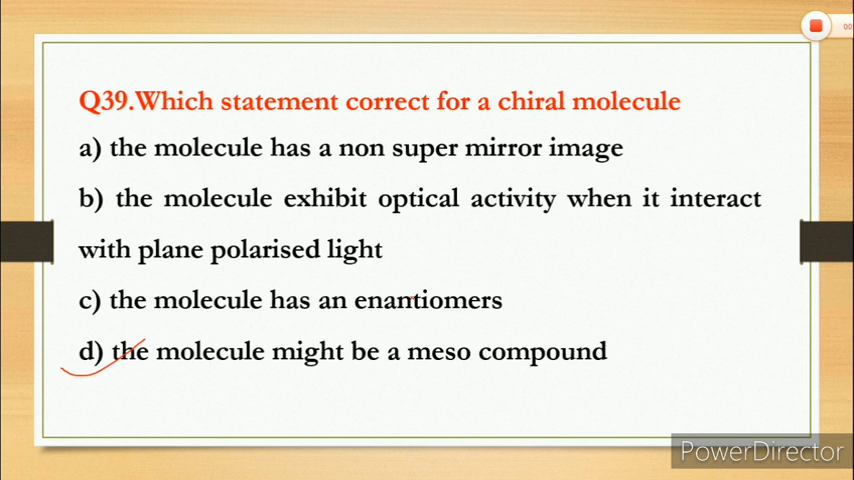 00
Q39.Which statement correct for a chiral molecule
a) the molecule has a non super mirror image
b) the molecule exhibit optical activity when it interact
with plane polarised light
c) the molecule has an enantiomers
d) the molecule might be a meso compound
PowerDirector